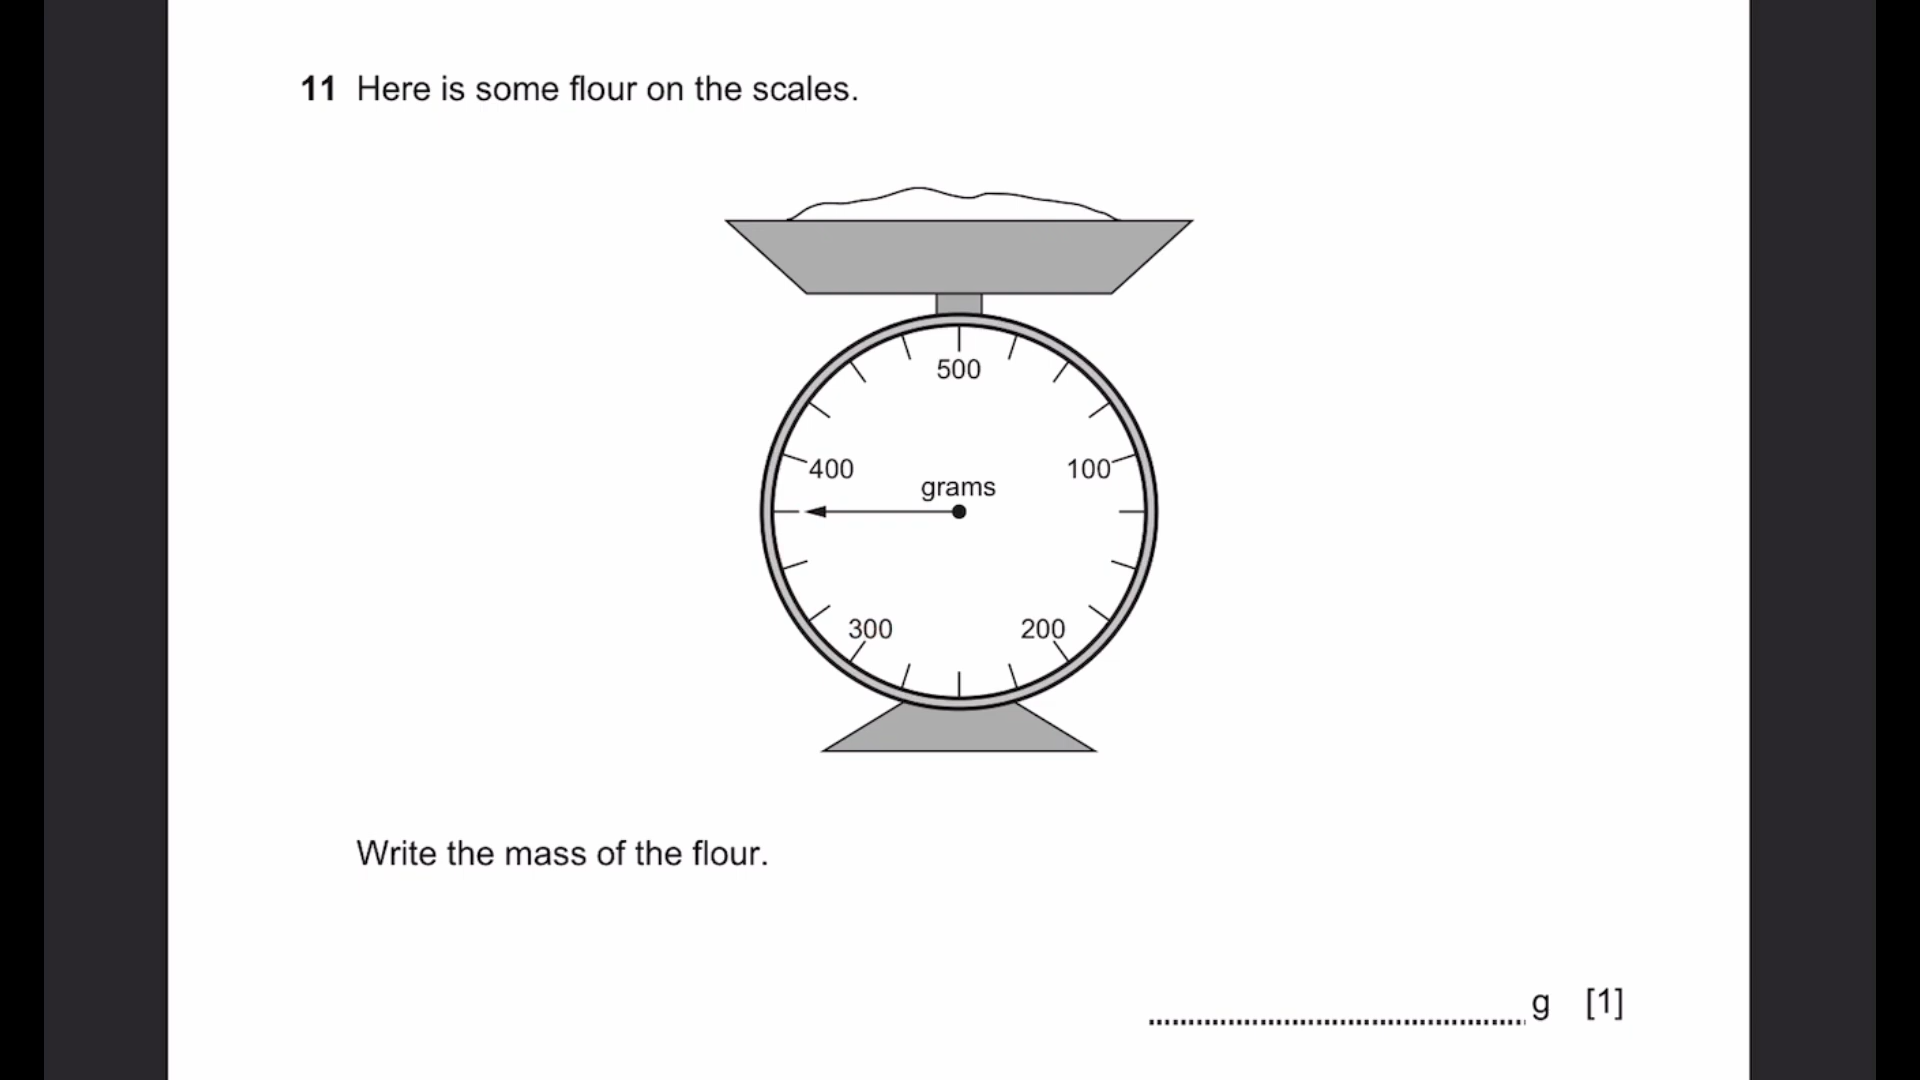 11 Here is some flour on the scales.
500
400
100
grams
300
200
Write the mass of the flour.
g [1]